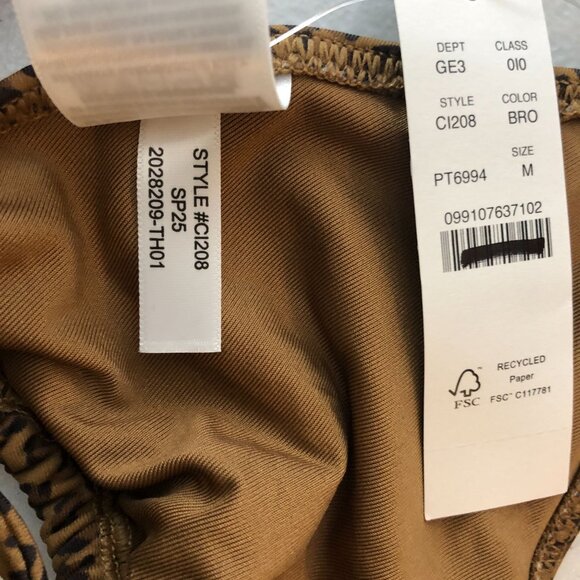 STYLE #CI208
SP25
2028209-TH01
DEPT CLASS
GE3 0I0
STYLE COLOR
CI208 BRO
SIZE
PT6994 M
099107637102
RECYCLED
Paper
FSC™ C117781
FSC